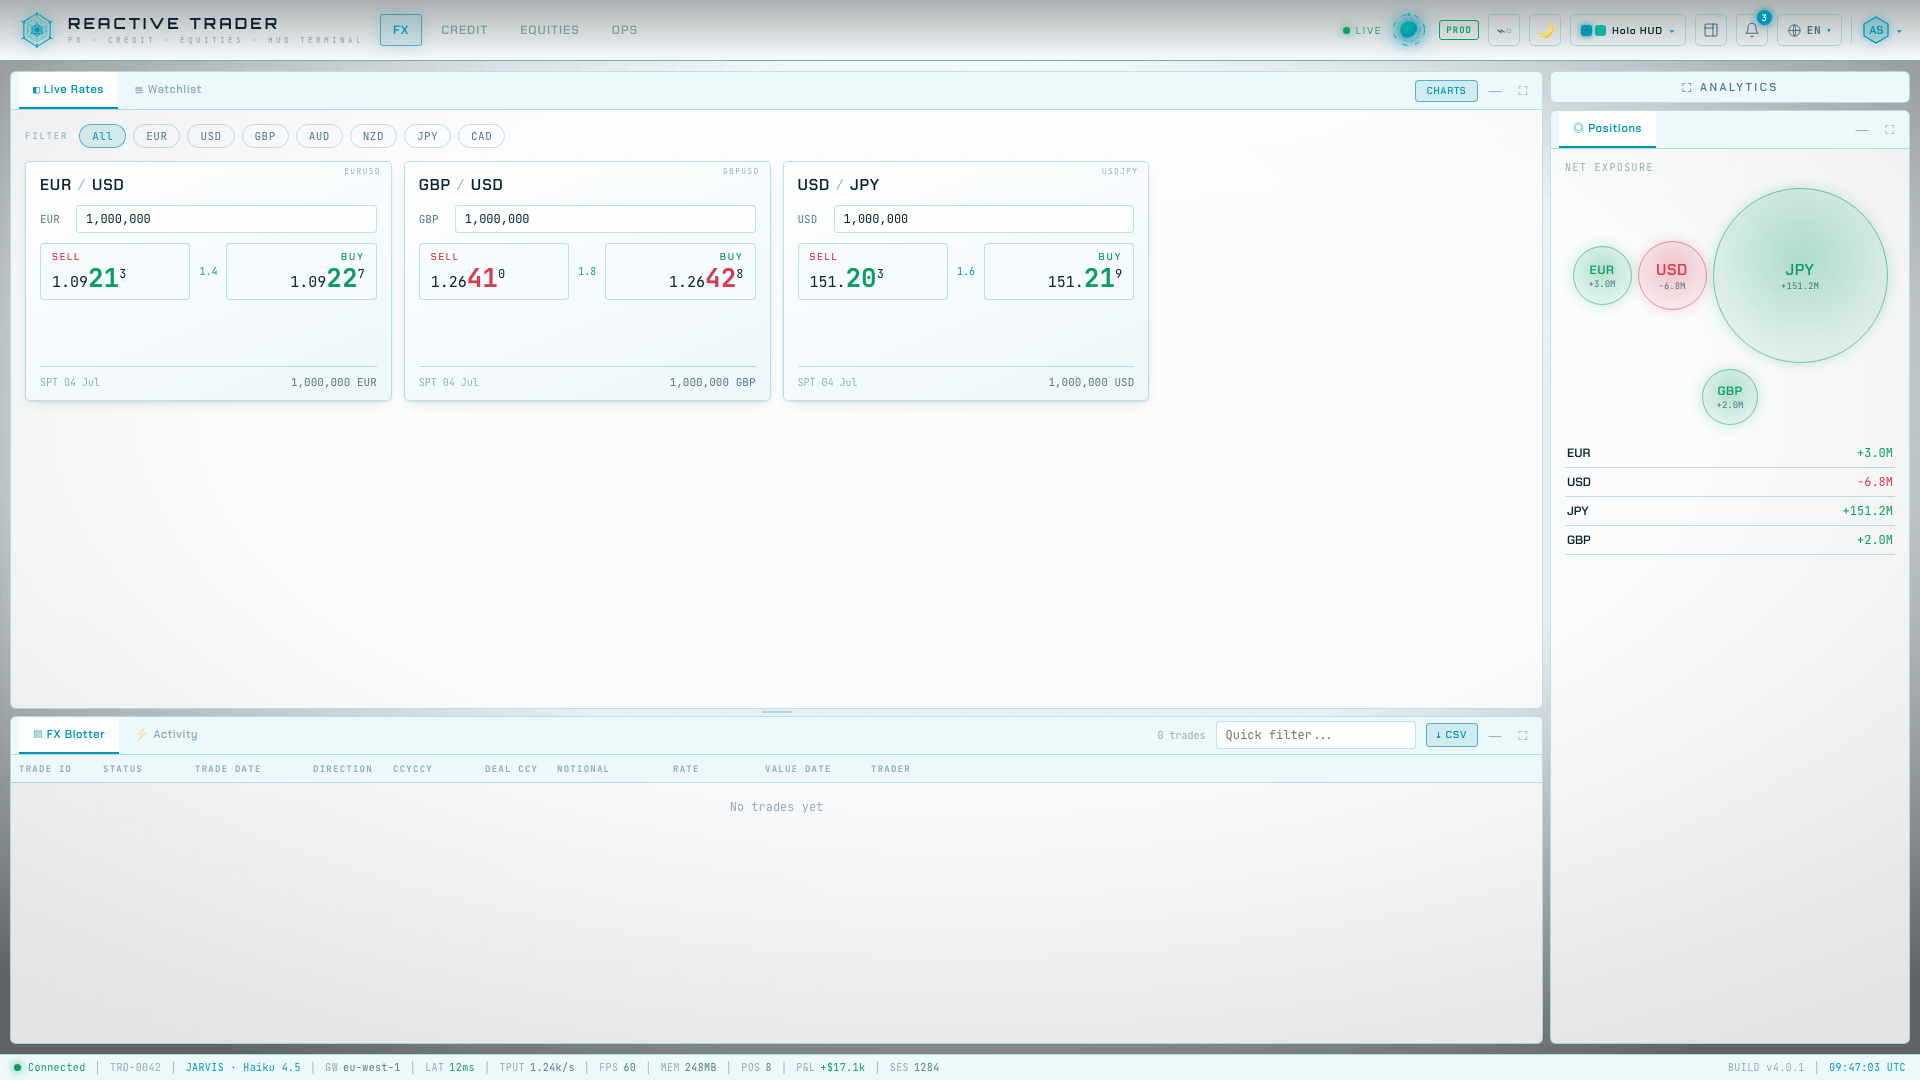 REACTIVE TRADER
FX · CREDIT · EQUITIES · HUD TERMINAL
FX CREDIT EQUITIES OPS
LIVE PROD Holo HUD 3 EN AS
Live Rates Watchlist CHARTS
FILTER All EUR USD GBP AUD NZD JPY CAD
EURUSD
EUR / USD
EUR 1,000,000
SELL BUY
1.09213 1.4 1.09227
SPT 04 Jul 1,000,000 EUR
GBPUSD
GBP / USD
GBP 1,000,000
SELL BUY
1.26410 1.8 1.26428
SPT 04 Jul 1,000,000 GBP
USDJPY
USD / JPY
USD 1,000,000
SELL BUY
151.203 1.6 151.219
SPT 04 Jul 1,000,000 USD
ANALYTICS
Positions
NET EXPOSURE
EUR
+3.0M
USD
-6.8M
JPY
+151.2M
GBP
+2.0M
EUR +3.0M
USD -6.8M
JPY +151.2M
GBP +2.0M
FX Blotter Activity 0 trades Quick filter... ↓ CSV
TRADE ID STATUS TRADE DATE DIRECTION CCYCCY DEAL CCY NOTIONAL RATE VALUE DATE TRADER
No trades yet
Connected TRD-0042 JARVIS · Haiku 4.5 GW eu-west-1 LAT 12ms TPUT 1.24k/s FPS 60 MEM 248MB POS 8 P&L +$17.1k SES 1284 BUILD v4.0.1 09:47:03 UTC